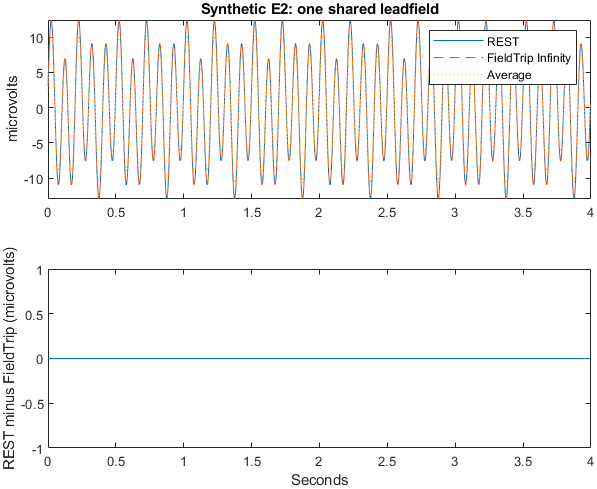 Synthetic E2: one shared leadfield
REST
FieldTrip Infinity
Average
microvolts
10
5
0
-5
-10
0 0.5 1 1.5 2 2.5 3 3.5 4
REST minus FieldTrip (microvolts)
1
0.5
0
-0.5
-1
0 0.5 1 1.5 2 2.5 3 3.5 4
Seconds